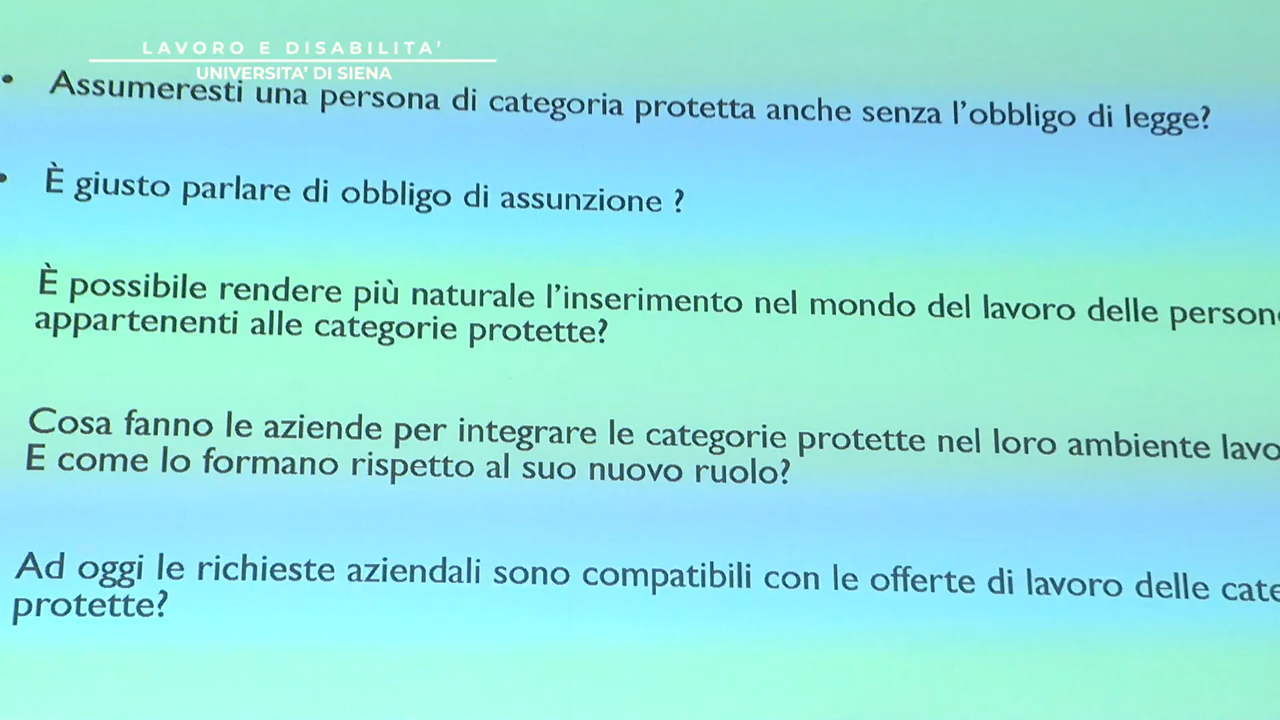 LAVORO E DISABILITA'
UNIVERSITA' DI SIENA
• Assumeresti una persona di categoria protetta anche senza l'obbligo di legge?
• È giusto parlare di obbligo di assunzione ?
È possibile rendere più naturale l'inserimento nel mondo del lavoro delle
appartenenti alle categorie protette?
Cosa fanno le aziende per integrare le categorie protette nel loro ambiente
E come lo formano rispetto al suo nuovo ruolo?
Ad oggi le richieste aziendali sono compatibili con le offerte di lavoro delle
protette?